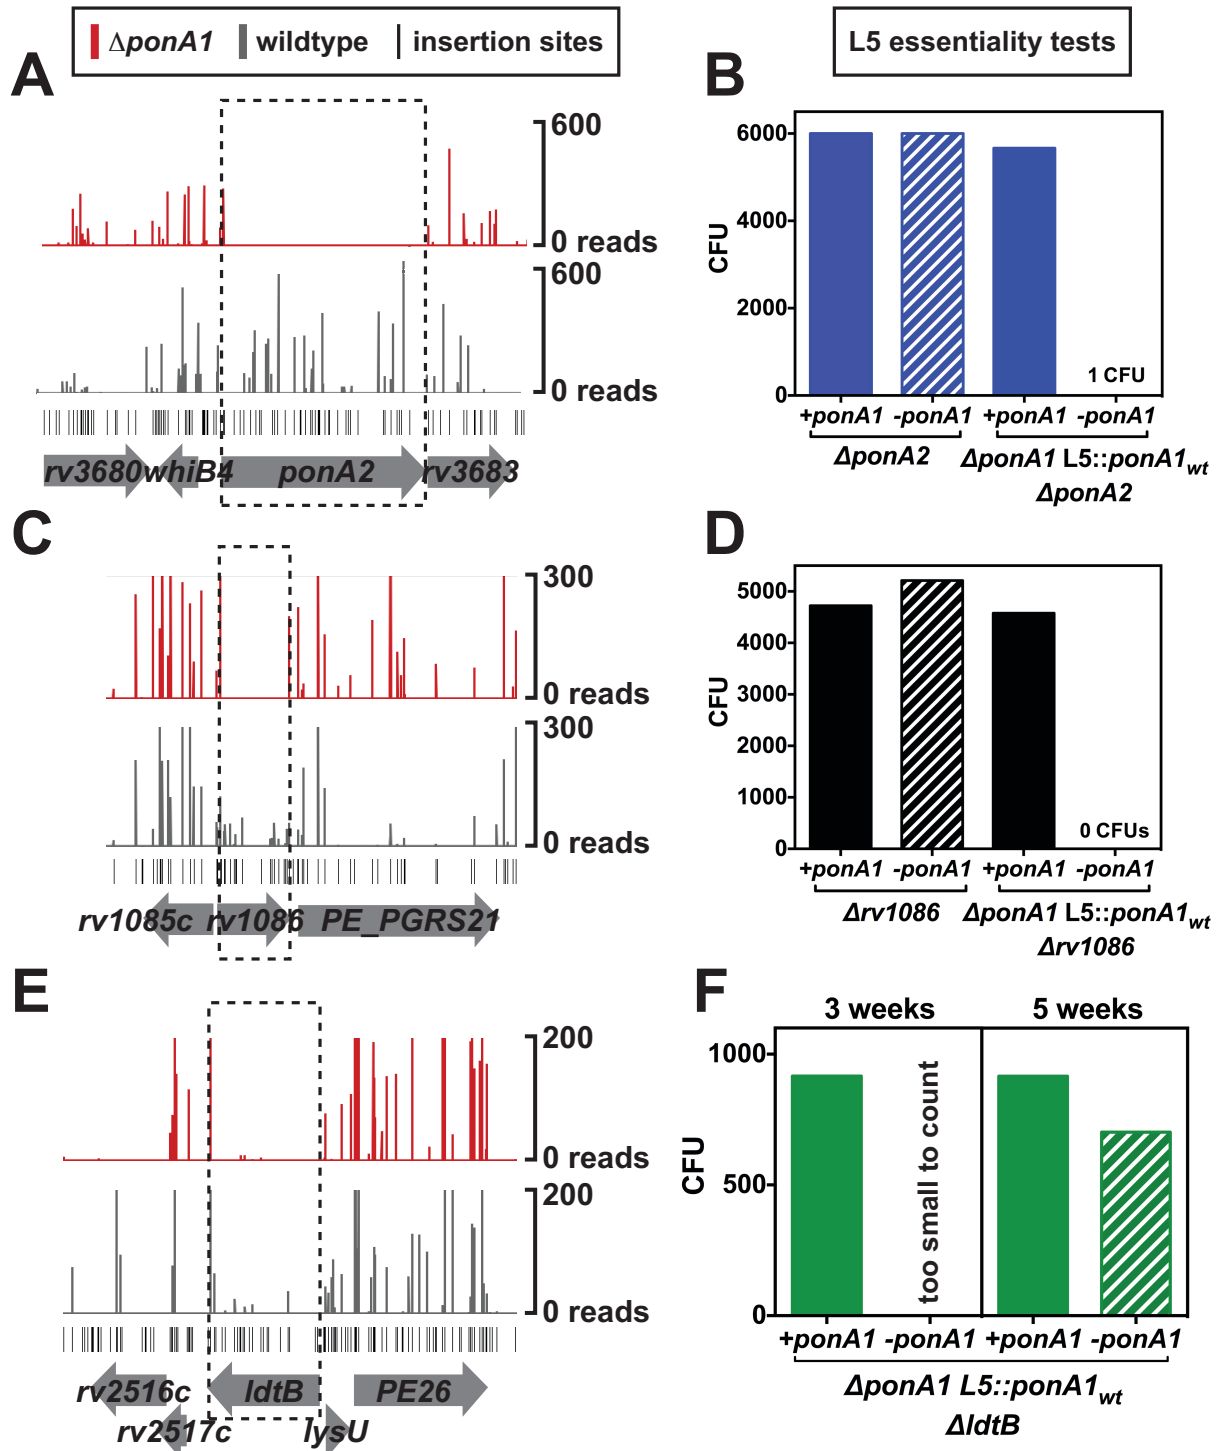 ΔponA1 wildtype insertion sites
L5 essentiality tests
A
600
0 reads
600
0 reads
rv3680 whiB4 ponA2 rv3683
B
CFU
6000
4000
2000
0
1 CFU
+ponA1 -ponA1 +ponA1 -ponA1
ΔponA2 ΔponA1 L5::ponA1wt
ΔponA2
C
300
0 reads
300
0 reads
rv1085c rv1086 PE_PGRS21
D
CFU
5000
4000
3000
2000
1000
0
0 CFUs
+ponA1 -ponA1 +ponA1 -ponA1
Δrv1086 ΔponA1 L5::ponA1wt
Δrv1086
E
200
0 reads
200
0 reads
rv2516c ldtB PE26
rv2517c lysU
F
3 weeks 5 weeks
CFU
1000
500
0
too small to count
+ponA1 -ponA1 +ponA1 -ponA1
ΔponA1 L5::ponA1wt
ΔldtB